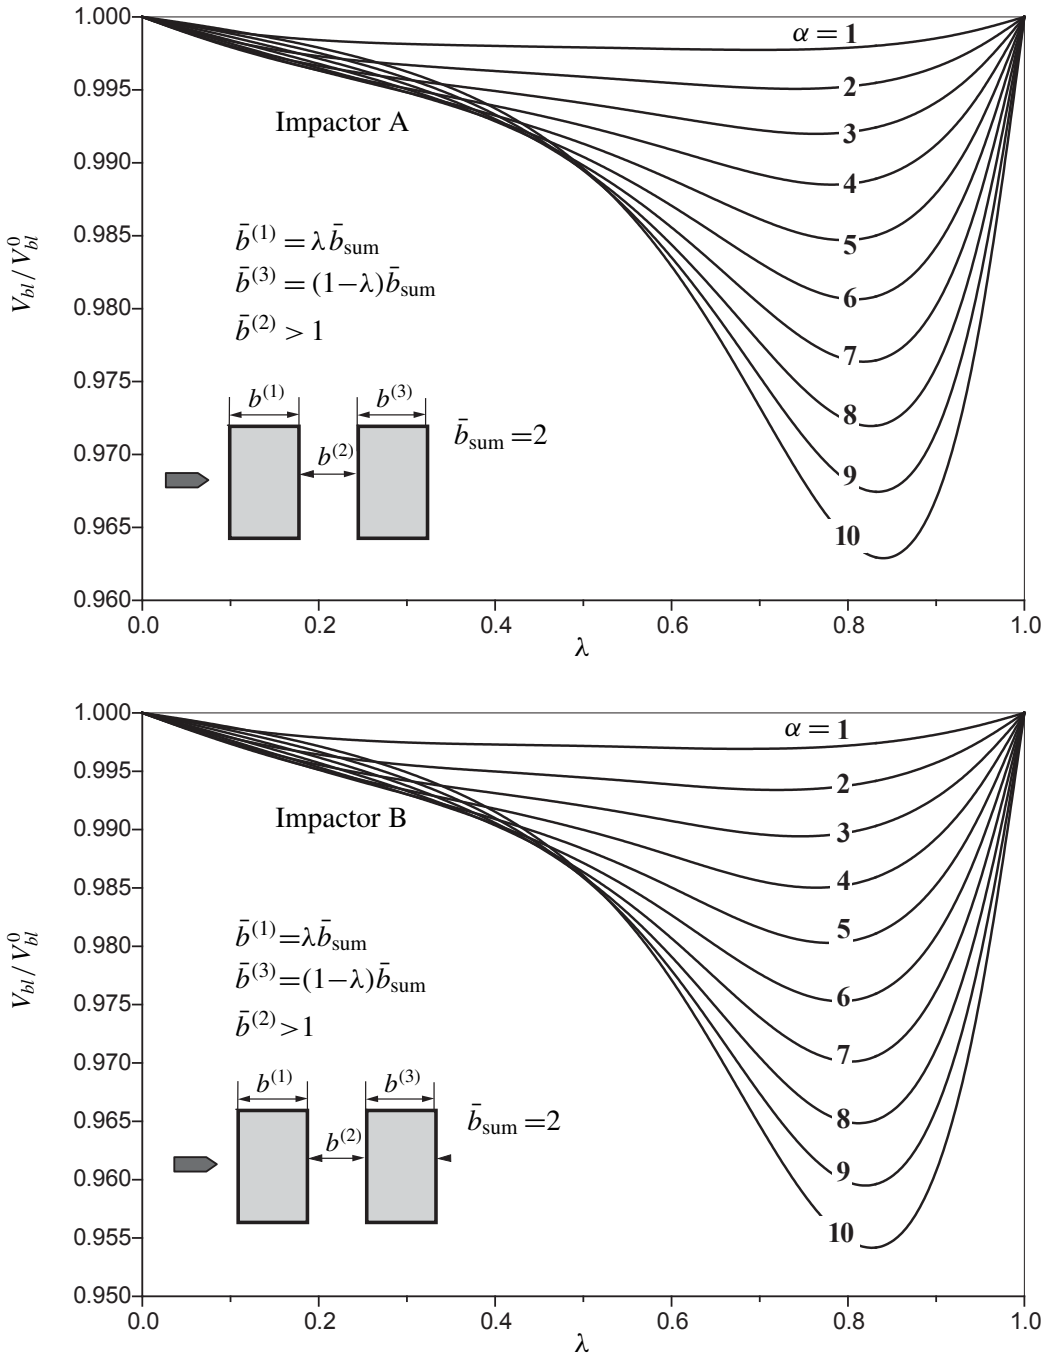 1.000
0.995
0.990
0.985
0.980
0.975
0.970
0.965
0.960
V_bl / V_bl^0
α = 1
2
3
4
5
6
7
8
9
10
Impactor A
b̄^(1) = λb̄_sum
b̄^(3) = (1−λ)b̄_sum
b̄^(2) > 1
b^(1) b^(3)
b̄_sum = 2
b^(2)
0.0 0.2 0.4 0.6 0.8 1.0
λ
1.000
0.995
0.990
0.985
0.980
0.975
0.970
0.965
0.960
0.955
0.950
V_bl / V_bl^0
α = 1
2
3
4
5
6
7
8
9
10
Impactor B
b̄^(1) = λb̄_sum
b̄^(3) = (1−λ)b̄_sum
b̄^(2) > 1
b^(1) b^(3)
b̄_sum = 2
b^(2)
0.0 0.2 0.4 0.6 0.8 1.0
λ